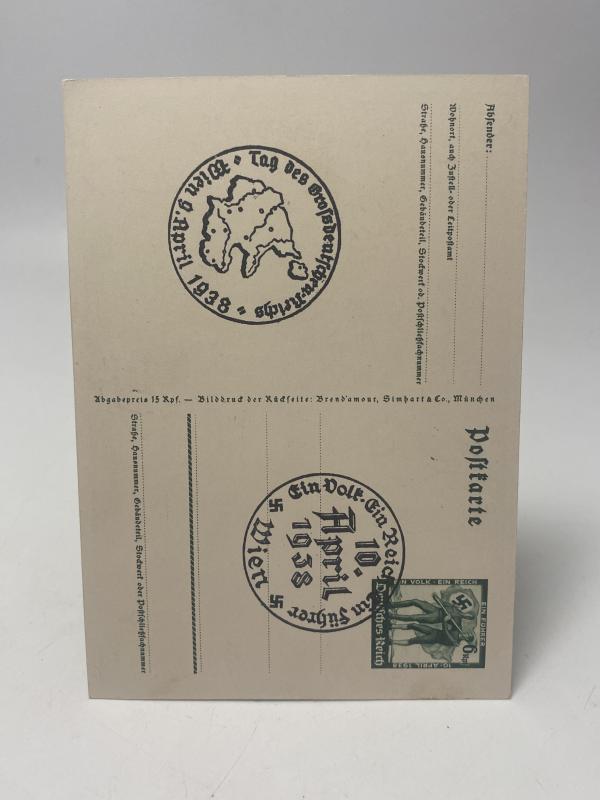 Absender:
Wohnort, auch Zustell- oder Leitpostamt
Straße, Hausnummer, Gebäudeteil, Stockwerk od. Postschließfachnummer
Wien 9. April 1938 * Tag des Großdeutschen Reichs *
Abgabepreis 15 Rpf. — Bilddruck der Rückseite: Brend'amour, Simhart & Co., München
Postkarte
Ein Volk · Ein Reich · Ein Führer
10.
April
1938
Wien
EIN VOLK · EIN REICH
EIN FÜHRER
10. APRIL 1938
Deutsches Reich
6 Rpf
Straße, Hausnummer, Gebäudeteil, Stockwerk oder Postschließfachnummer